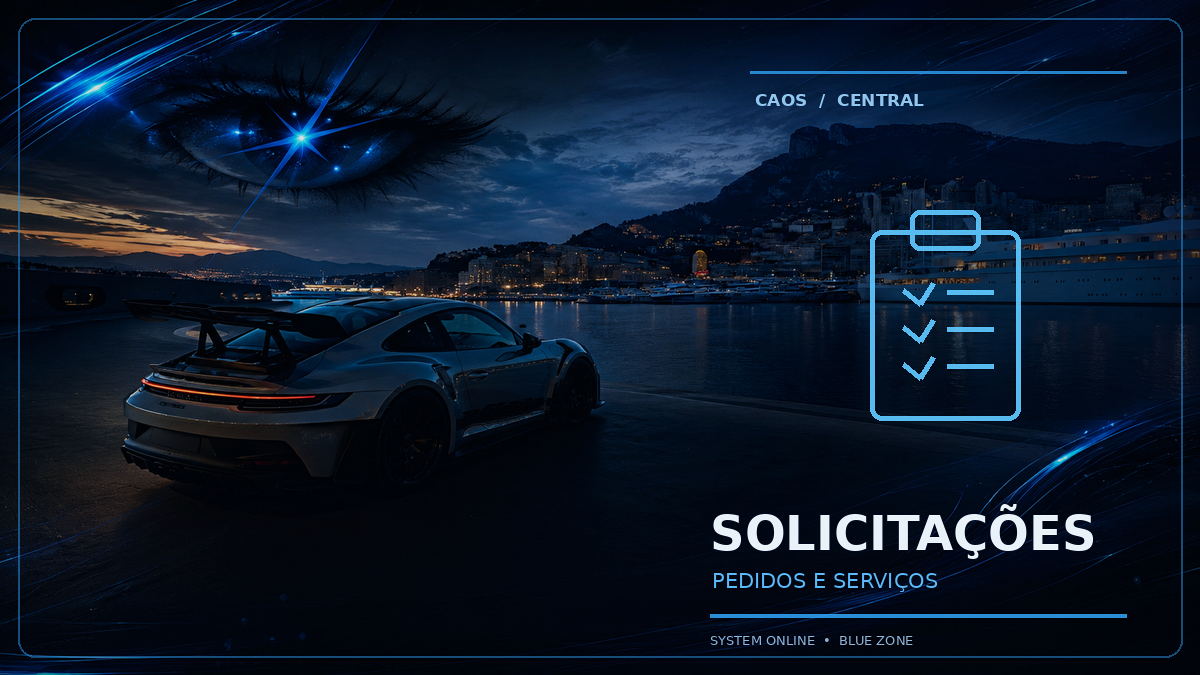 CAOS / CENTRAL
SOLICITAÇÕES
PEDIDOS E SERVIÇOS
SYSTEM ONLINE • BLUE ZONE